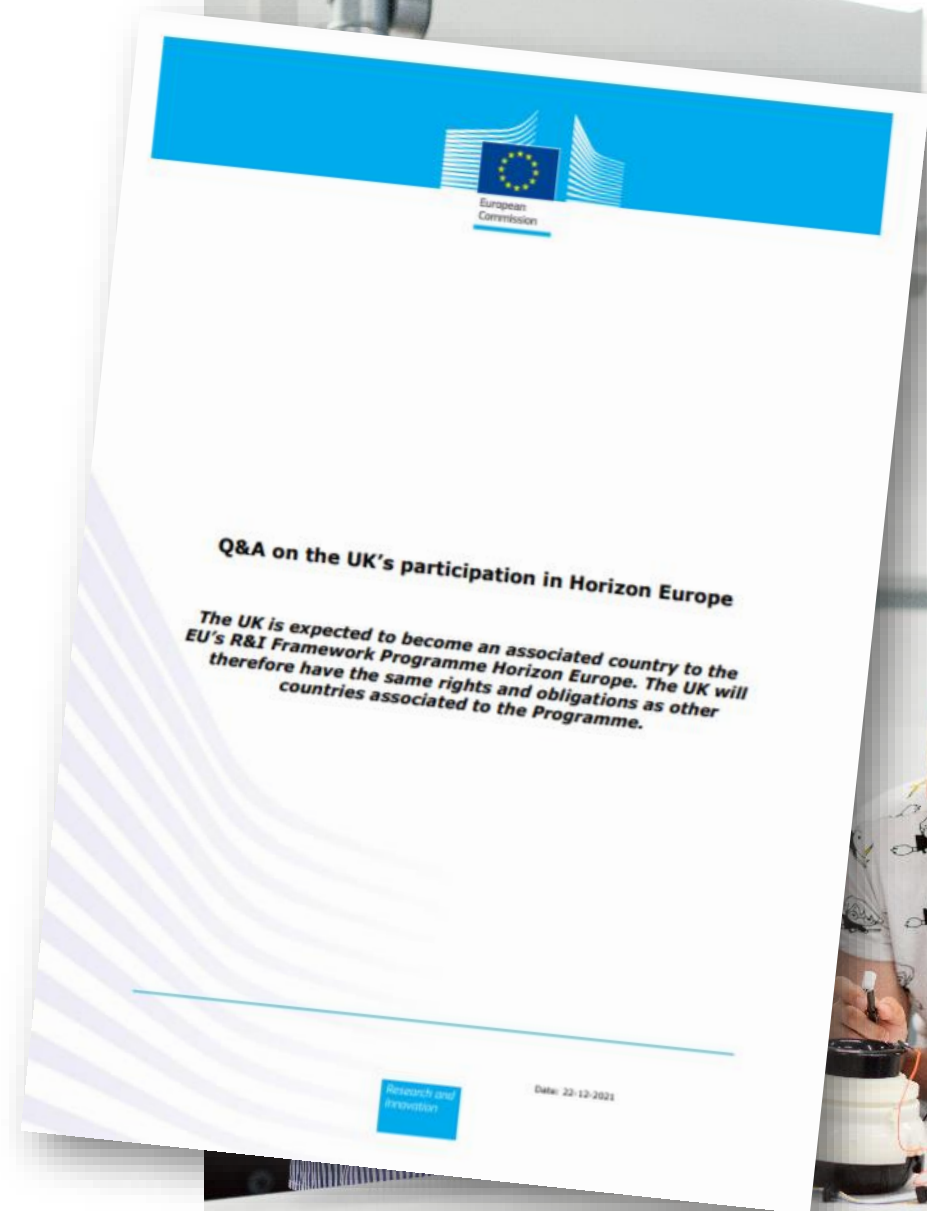 European
Commission
Q&A on the UK's participation in Horizon Europe
The UK is expected to become an associated country to the
EU's R&I Framework Programme Horizon Europe. The UK will
therefore have the same rights and obligations as other
countries associated to the Programme.
Research and
Innovation
Date: 22-12-2021